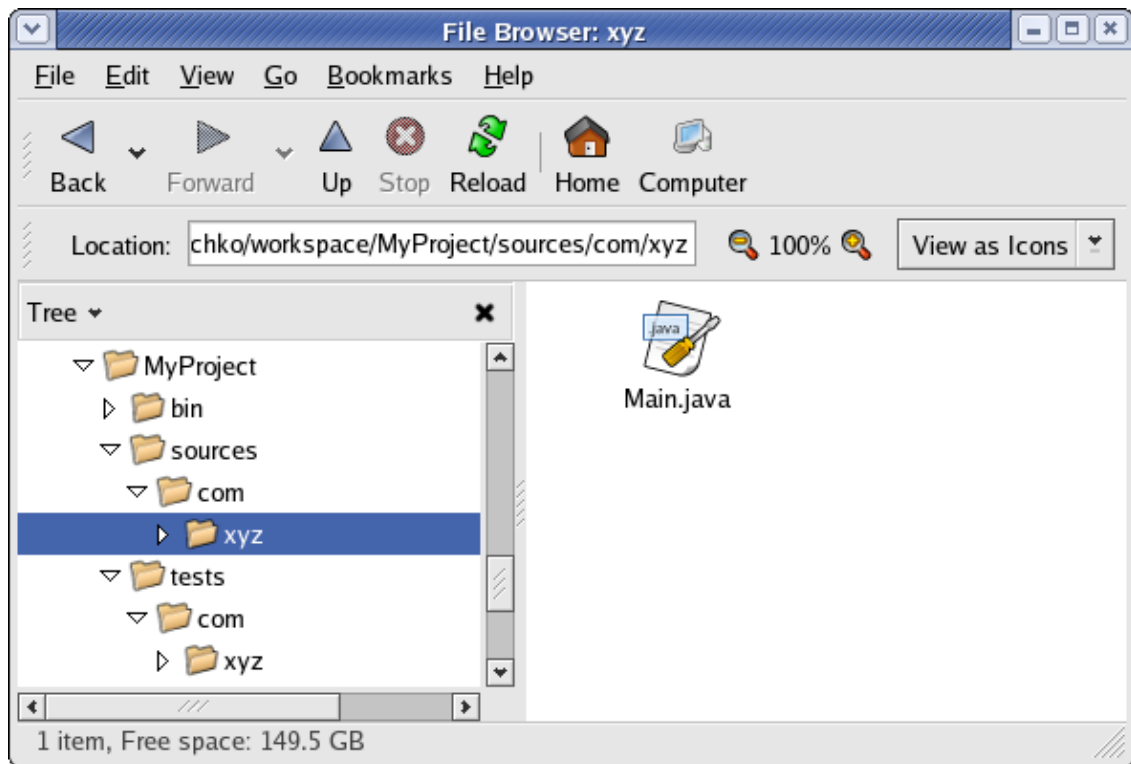 File Browser: xyz
File Edit View Go Bookmarks Help
Back Forward Up Stop Reload Home Computer
Location: chko/workspace/MyProject/sources/com/xyz 100% View as Icons
Tree
MyProject
bin
sources
com
xyz
tests
com
xyz
.java
Main.java
1 item, Free space: 149.5 GB